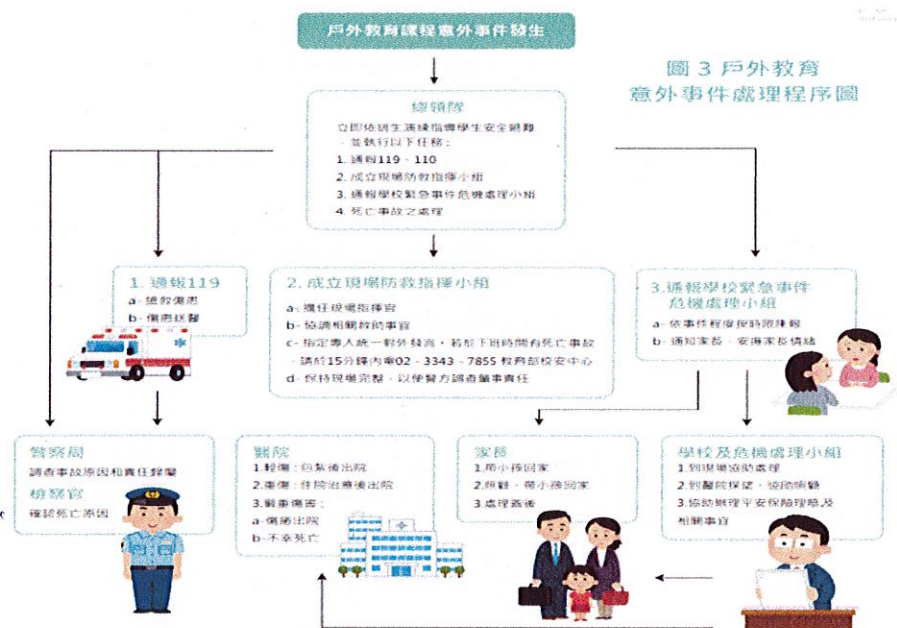 戶外教育課程意外事件發生
圖 3 戶外教育
意外事件處理程序圖
總領隊
立即依逃生演練指導學生安全避難
，並執行以下任務：
1. 通報119、110
2. 成立現場防救指揮小組
3. 通報學校緊急事件危機處理小組
4. 死亡事故之處理
1. 通報119
a- 搶救傷患
b- 傷患送醫
2. 成立現場防救指揮小組
a- 擔任現場指揮官
b- 協調相關救助事宜
c- 指定專人統一對外發言，若於下班時間有死亡事故
，請於15分鐘內電02-3343-7855 教育部校安中心
d- 保持現場完整，以便警方調查肇事責任
3.通報學校緊急事件
危機處理小組
a- 依事件程度按時限陳報
b- 通知家長，安撫家長情緒
警察局
調查事故原因和責任歸屬
檢察官
確認死亡原因
醫院
1.輕傷：包紮後出院
2.重傷：住院治療後出院
3.嚴重傷害：
a-傷癒出院
b-不幸死亡
家長
1.帶小孩回家
2.照顧、帶小孩回家
3.處理善後
學校及危機處理小組
1.到現場協助處理
2.到醫院探望、協助照顧
3.協助辦理平安保險理賠及
相關事宜